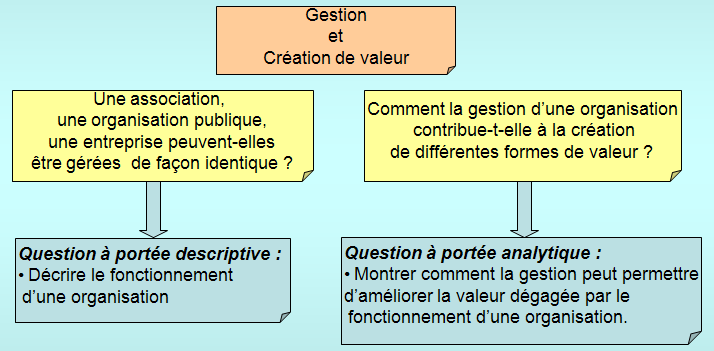 Gestion
et
Création de valeur
Une association,
une organisation publique,
une entreprise peuvent-elles
être gérées de façon identique ?
Comment la gestion d'une organisation
contribue-t-elle à la création
de différentes formes de valeur ?
Question à portée descriptive :
• Décrire le fonctionnement
d'une organisation
Question à portée analytique :
• Montrer comment la gestion peut permettre
d'améliorer la valeur dégagée par le
fonctionnement d'une organisation.